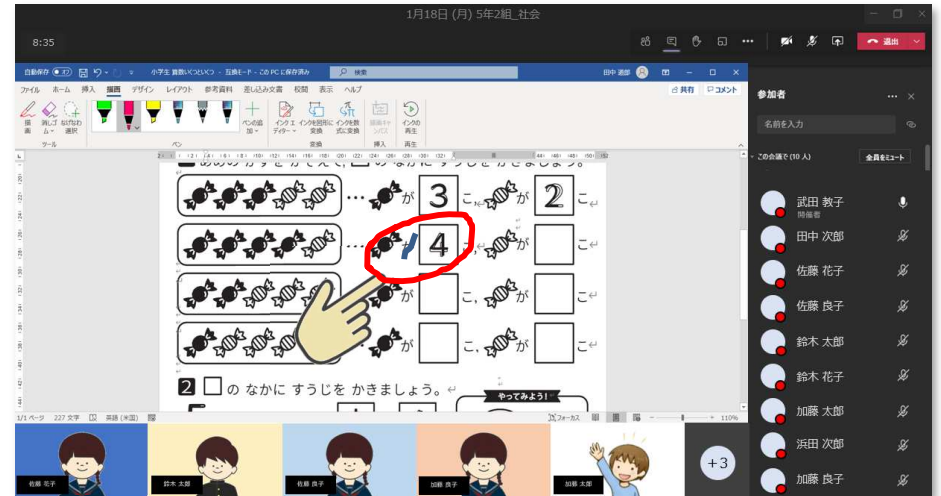 1月18日 (月) 5年2組_社会
8:35
退出
自動保存 オフ
小学生 算数いくついくつ - 互換モード - この PC に保存済み
検索
田中 次郎
ファイル ホーム 挿入 描画 デザイン レイアウト 参考資料 差し込み文書 校閲 表示 ヘルプ
共有 コメント
描画 消しゴム なげなわ選択
ペンの追加
インクを図形に変換
インクを数式に変換
インクの再生
ツール ペン 変換 挿入 再生
… が 3 こ、 が 2 こ
… が 4 こ、 が こ
が こ、 が こ
が こ、 が こ
2 □ の なかに すうじを かきましょう。
やってみよう!
1/1 ページ 227 文字 英語 (米国) フォーカス 110%
佐藤 花子
鈴木 太郎
佐藤 良子
加藤 良子
加藤 太郎
+3
参加者
名前を入力
この会議で (10 人) 全員をミュート
武田 教子
開催者
田中 次郎
佐藤 花子
佐藤 良子
鈴木 太郎
鈴木 花子
加藤 太郎
浜田 次郎
加藤 良子